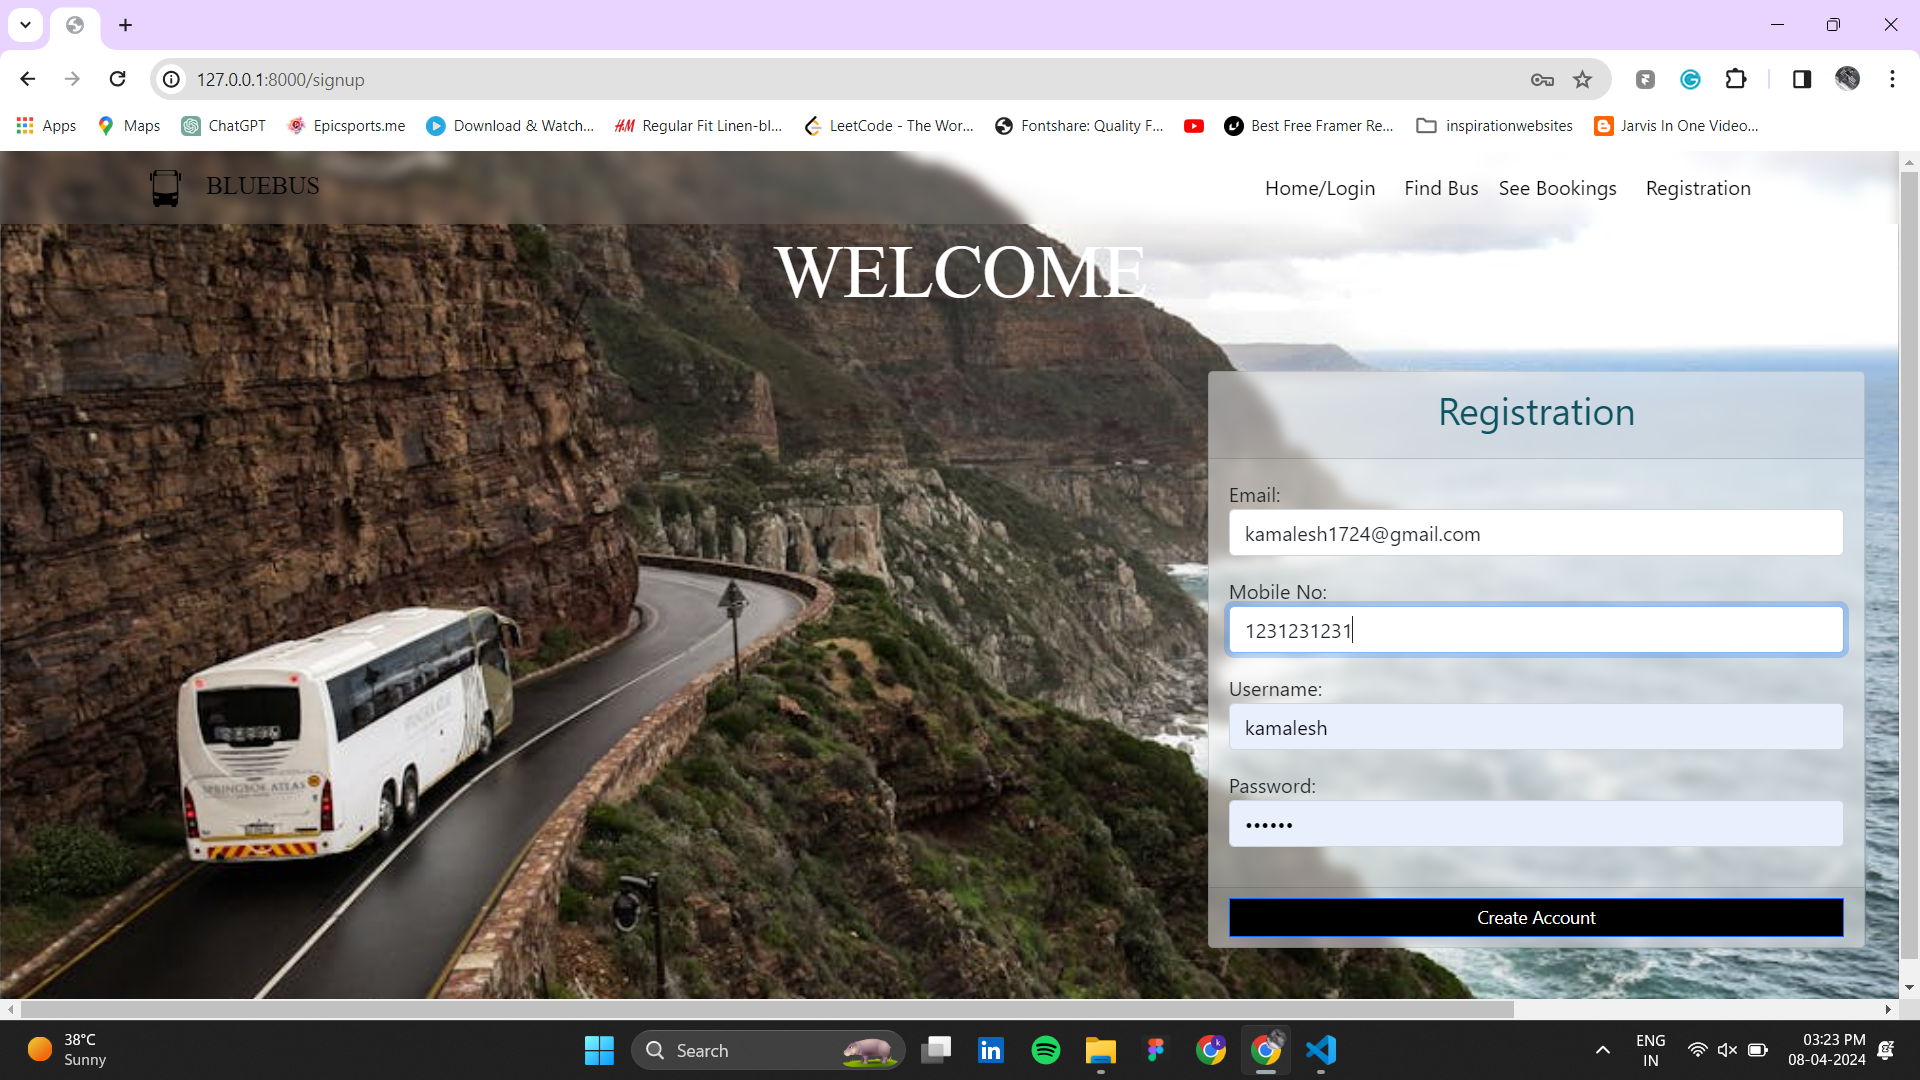 127.0.0.1:8000/signup
Apps Maps ChatGPT Epicsports.me Download & Watch... Regular Fit Linen-bl... LeetCode - The Wor... Fontshare: Quality F... Best Free Framer Re... inspirationwebsites Jarvis In One Video...
BLUEBUS Home/Login Find Bus See Bookings Registration
WELCOME
Registration
Email:
kamalesh1724@gmail.com
Mobile No:
1231231231
Username:
kamalesh
Password:
••••••
SPRINGBOK ATLAS
Create Account
38°C
Sunny
Search
ENG
IN
03:23 PM
08-04-2024